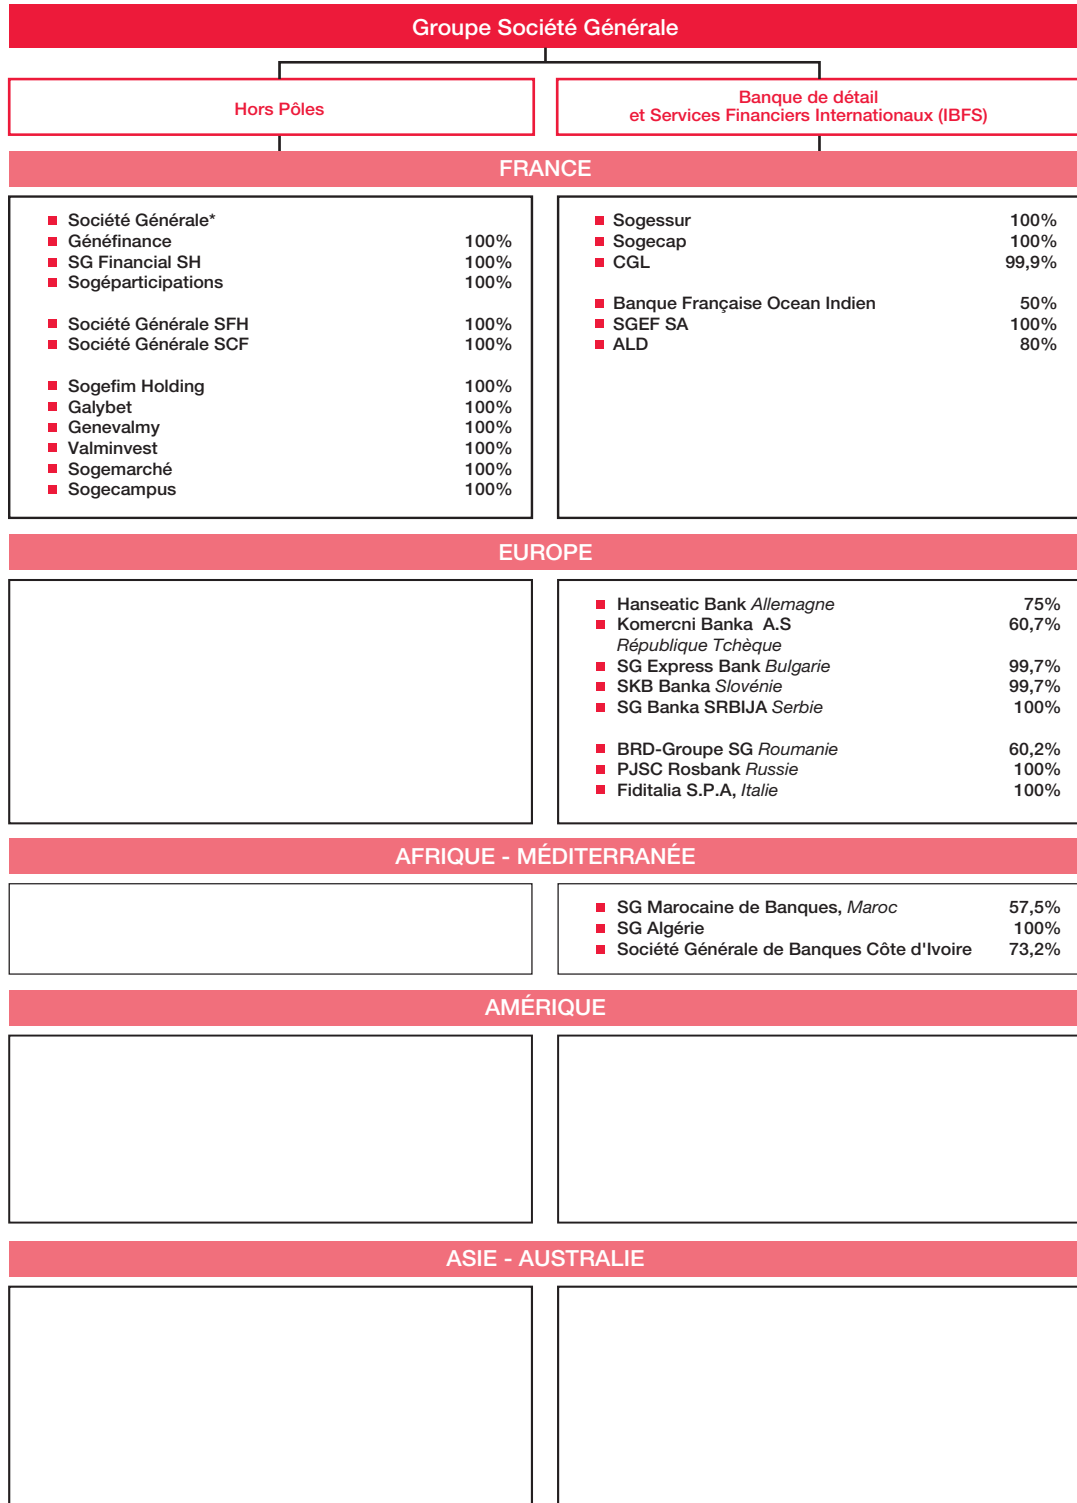 Groupe Société Générale
Hors Pôles
Banque de détail
et Services Financiers Internationaux (IBFS)
FRANCE
Société Générale*
Généfinance 100%
SG Financial SH 100%
Sogéparticipations 100%
Société Générale SFH 100%
Société Générale SCF 100%
Sogefim Holding 100%
Galybet 100%
Genevalmy 100%
Valminvest 100%
Sogemarché 100%
Sogecampus 100%
Sogessur 100%
Sogecap 100%
CGL 99,9%
Banque Française Ocean Indien 50%
SGEF SA 100%
ALD 80%
EUROPE
Hanseatic Bank Allemagne 75%
Komercni Banka A.S 60,7%
République Tchèque
SG Express Bank Bulgarie 99,7%
SKB Banka Slovénie 99,7%
SG Banka SRBIJA Serbie 100%
BRD-Groupe SG Roumanie 60,2%
PJSC Rosbank Russie 100%
Fiditalia S.P.A, Italie 100%
AFRIQUE - MÉDITERRANÉE
SG Marocaine de Banques, Maroc 57,5%
SG Algérie 100%
Société Générale de Banques Côte d'Ivoire 73,2%
AMÉRIQUE
ASIE - AUSTRALIE